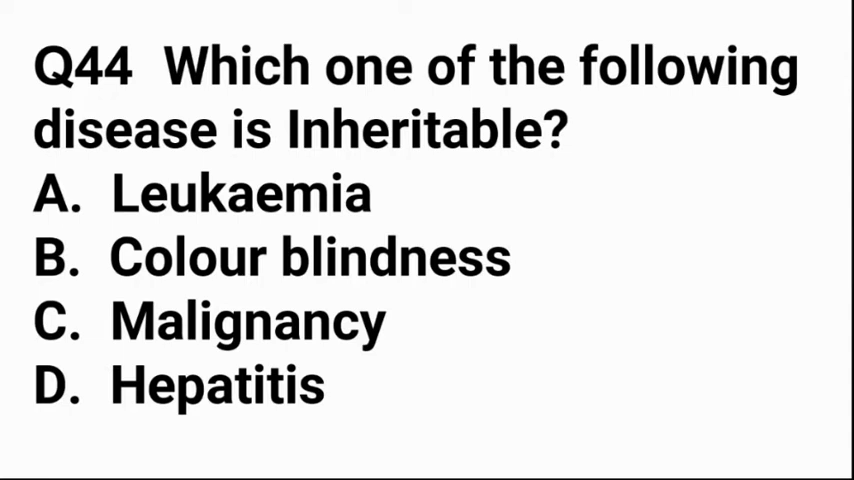 Q44 Which one of the following
disease is Inheritable?
A. Leukaemia
B. Colour blindness
C. Malignancy
D. Hepatitis